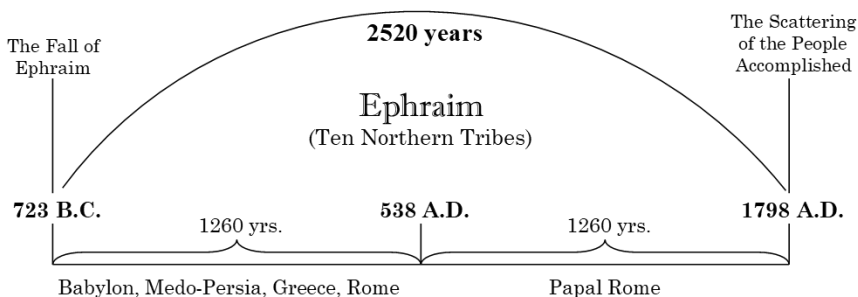 2520 years
The Fall of
Ephraim
The Scattering
of the People
Accomplished
Ephraim
(Ten Northern Tribes)
723 B.C.
538 A.D.
1798 A.D.
1260 yrs.
1260 yrs.
Babylon, Medo-Persia, Greece, Rome
Papal Rome